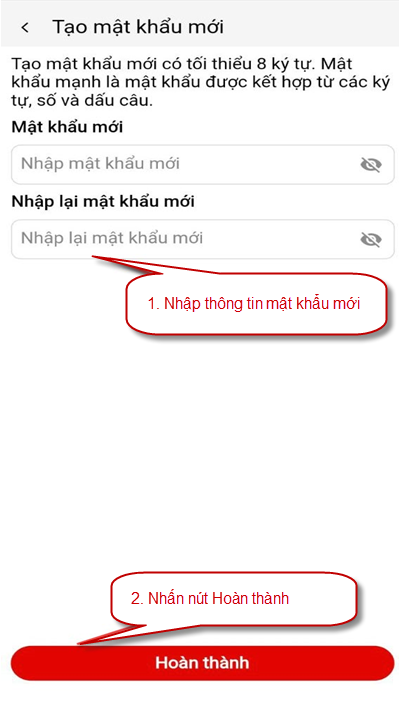 Tạo mật khẩu mới
Tạo mật khẩu mới có tối thiểu 8 ký tự. Mật
khẩu mạnh là mật khẩu được kết hợp từ các ký
tự, số và dấu câu.
Mật khẩu mới
Nhập mật khẩu mới
Nhập lại mật khẩu mới
Nhập lại mật khẩu mới
1. Nhập thông tin mật khẩu mới
2. Nhấn nút Hoàn thành
Hoàn thành